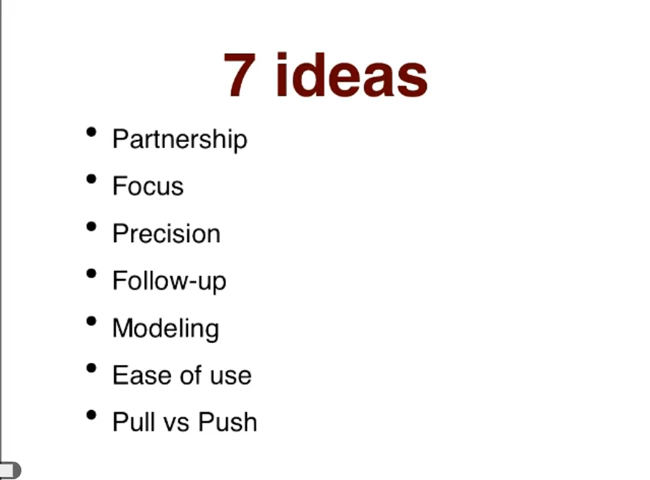 7 ideas
• Partnership
• Focus
• Precision
• Follow-up
• Modeling
• Ease of use
• Pull vs Push